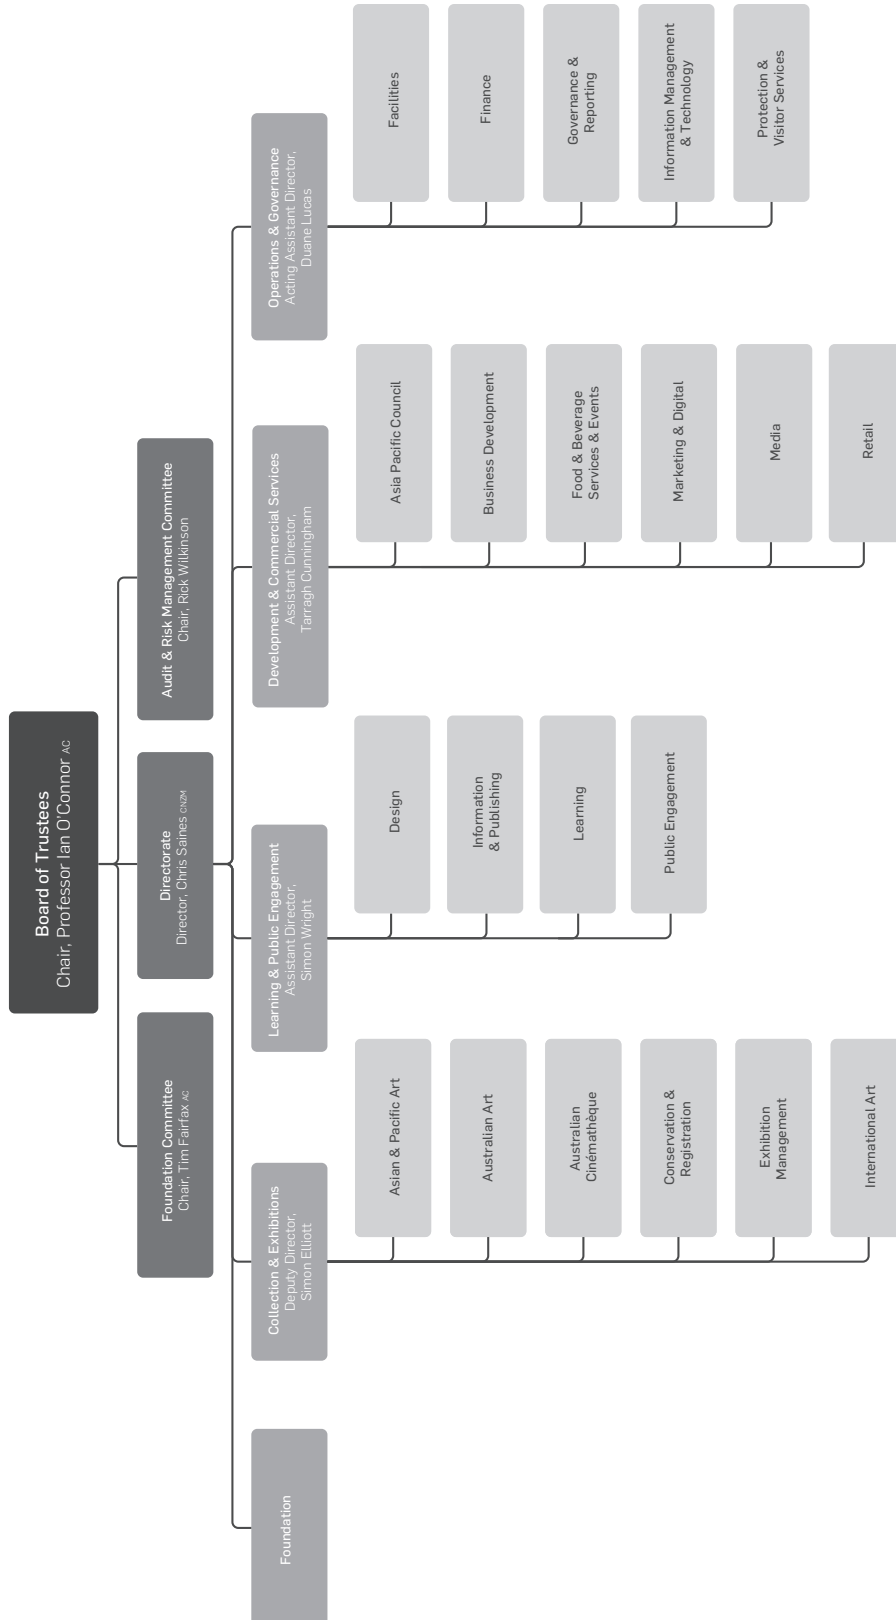 Board of Trustees
Chair, Professor Ian O'Connor AC
Foundation Committee
Chair, Tim Fairfax AC
Directorate
Director, Chris Saines CNZM
Audit & Risk Management Committee
Chair, Rick Wilkinson
Foundation
Collection & Exhibitions
Deputy Director,
Simon Elliott
Learning & Public Engagement
Assistant Director,
Simon Wright
Development & Commercial Services
Assistant Director,
Tarragh Cunningham
Operations & Governance
Acting Assistant Director,
Duane Lucas
Asian & Pacific Art
Australian Art
Australian
Cinémathèque
Conservation &
Registration
Exhibition
Management
International Art
Design
Information
& Publishing
Learning
Public Engagement
Asia Pacific Council
Business Development
Food & Beverage
Services & Events
Marketing & Digital
Media
Retail
Facilities
Finance
Governance &
Reporting
Information Management
& Technology
Protection &
Visitor Services